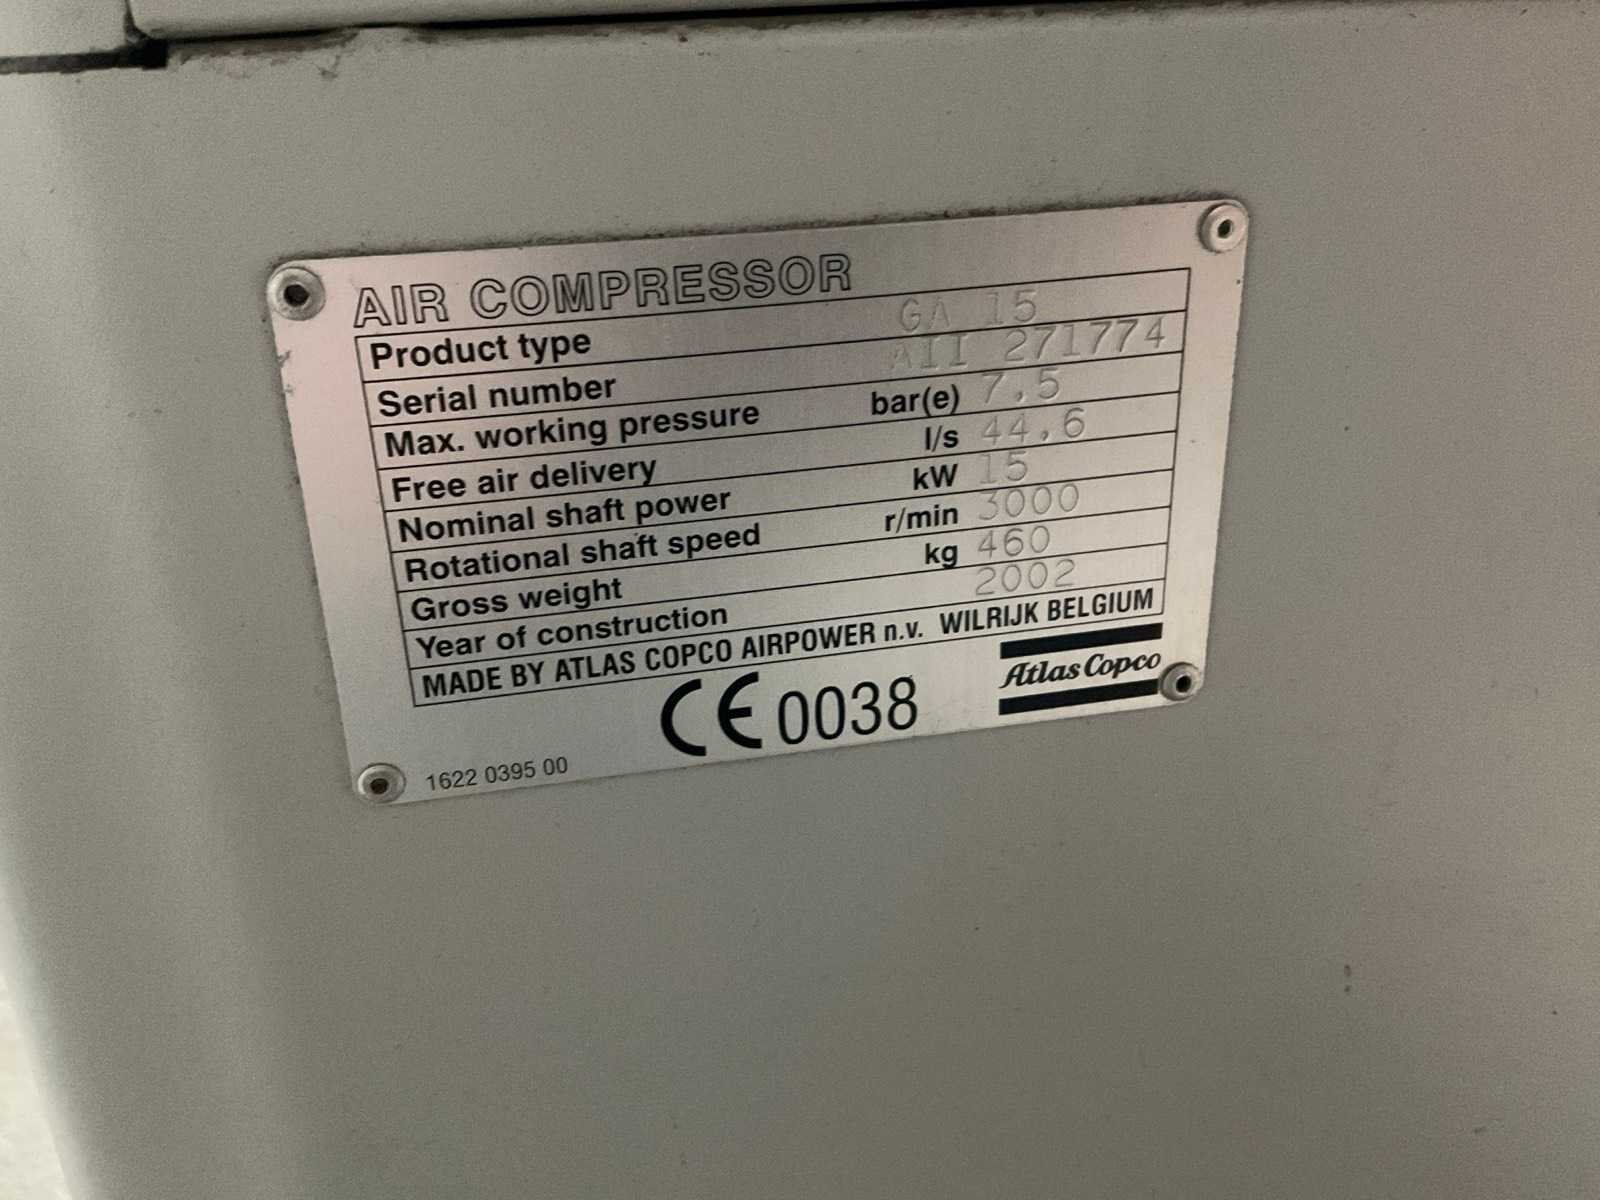 AIR COMPRESSOR
Product type GA 15
Serial number AII 271774
Max. working pressure bar(e) 7,5
Free air delivery l/s 44,6
Nominal shaft power kW 15
Rotational shaft speed r/min 3000
Gross weight kg 460
Year of construction 2002
MADE BY ATLAS COPCO AIRPOWER n.v. WILRIJK BELGIUM
CE 0038
Atlas Copco
1622 0395 00